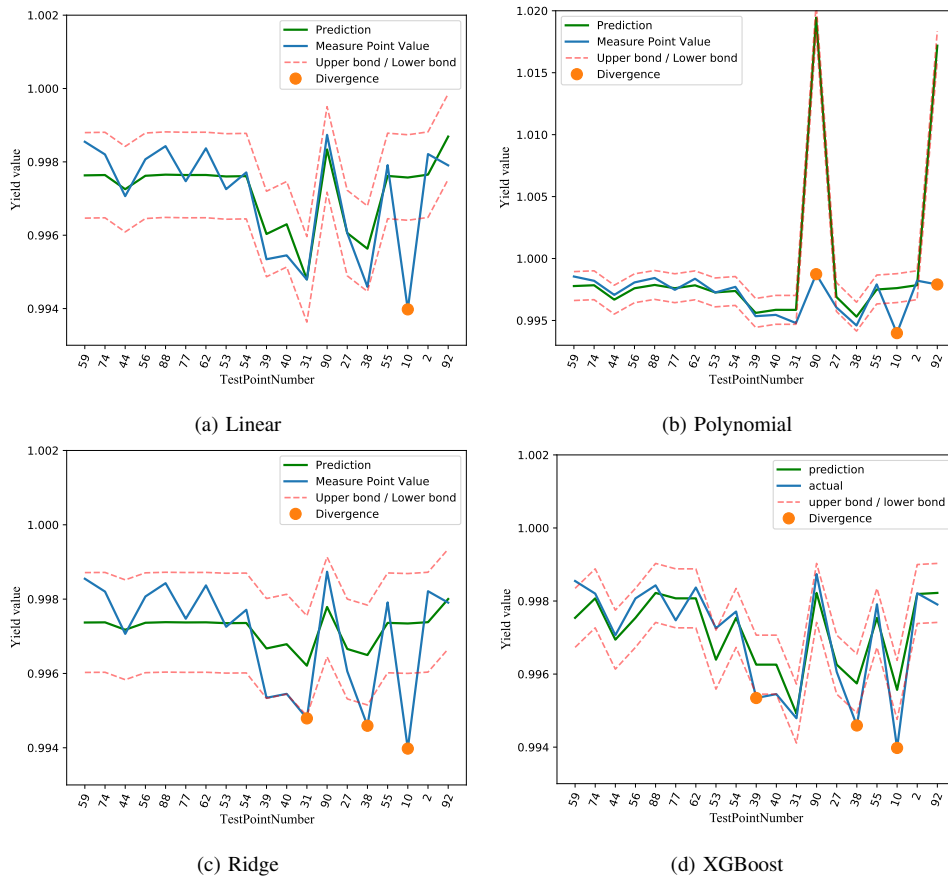 1.002
1.000
0.998
0.996
0.994
Yield value
Prediction
Measure Point Value
Upper bond / Lower bond
Divergence
59 74 44 56 88 77 62 53 54 39 40 31 90 27 38 55 10 2 92
TestPointNumber
(a) Linear
1.020
1.015
1.010
1.005
1.000
0.995
Yield value
Prediction
Measure Point Value
Upper bond / Lower bond
Divergence
59 74 44 56 88 77 62 53 54 39 40 31 90 27 38 55 10 2 92
TestPointNumber
(b) Polynomial
1.002
1.000
0.998
0.996
0.994
Yield value
Prediction
Measure Point Value
Upper bond / Lower bond
Divergence
59 74 44 56 88 77 62 53 54 39 40 31 90 27 38 55 10 2 92
TestPointNumber
(c) Ridge
1.002
1.000
0.998
0.996
0.994
Yield value
prediction
actual
upper bond / lower bond
Divergence
59 74 44 56 88 77 62 53 54 39 40 31 90 27 38 55 10 2 92
TestPointNumber
(d) XGBoost